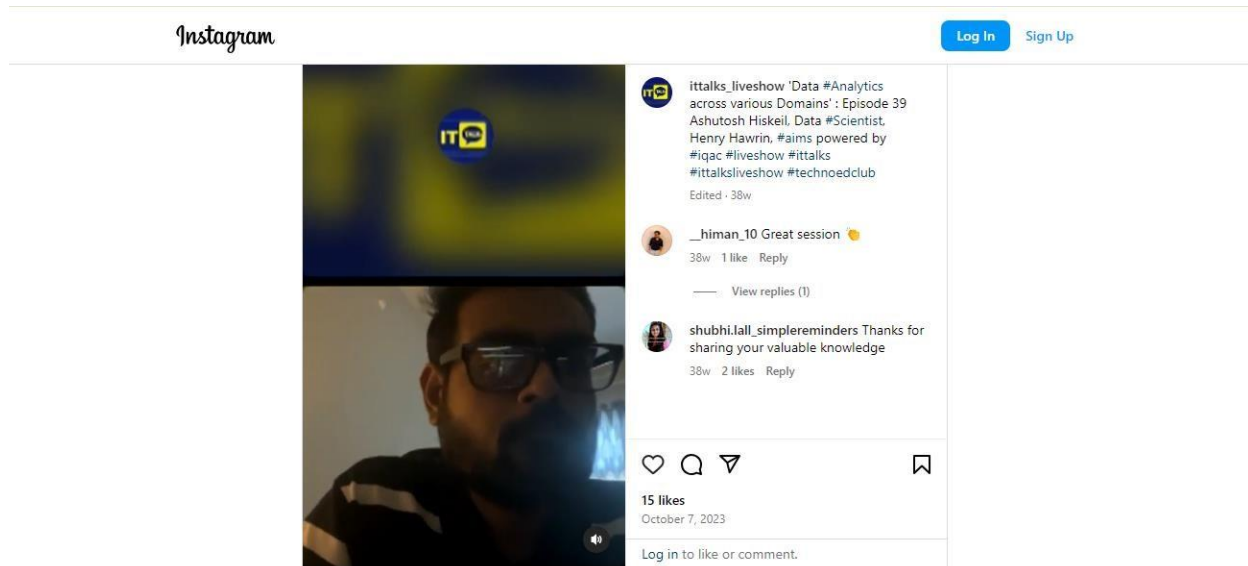 Instagram
Log In
Sign Up
IT TALK
ittalks_liveshow 'Data #Analytics
across various Domains' : Episode 39
Ashutosh Hiskeil, Data #Scientist,
Henry Hawrin, #aims powered by
#iqac #liveshow #ittalks
#ittalksliveshow #technoedclub
Edited · 38w
__himan_10 Great session 👏
38w 1 like Reply
View replies (1)
shubhi.lall_simplereminders Thanks for
sharing your valuable knowledge
38w 2 likes Reply
15 likes
October 7, 2023
Log in to like or comment.